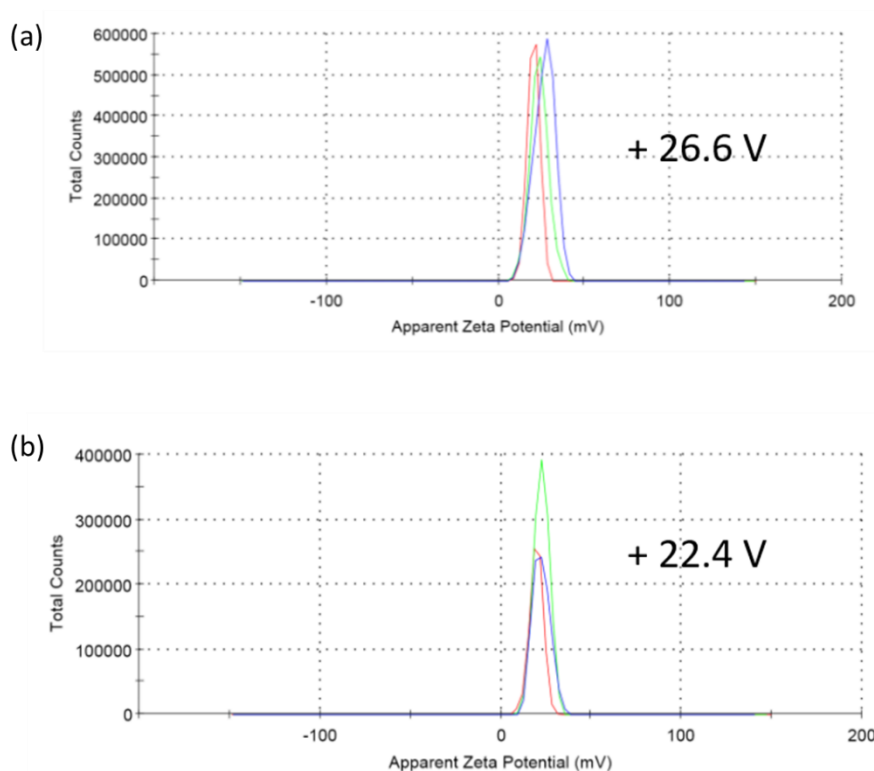 (a)
600000
500000
400000
300000
200000
100000
0
Total Counts
+ 26.6 V
-100
0
100
200
Apparent Zeta Potential (mV)
(b)
400000
300000
200000
100000
0
Total Counts
+ 22.4 V
-100
0
100
200
Apparent Zeta Potential (mV)